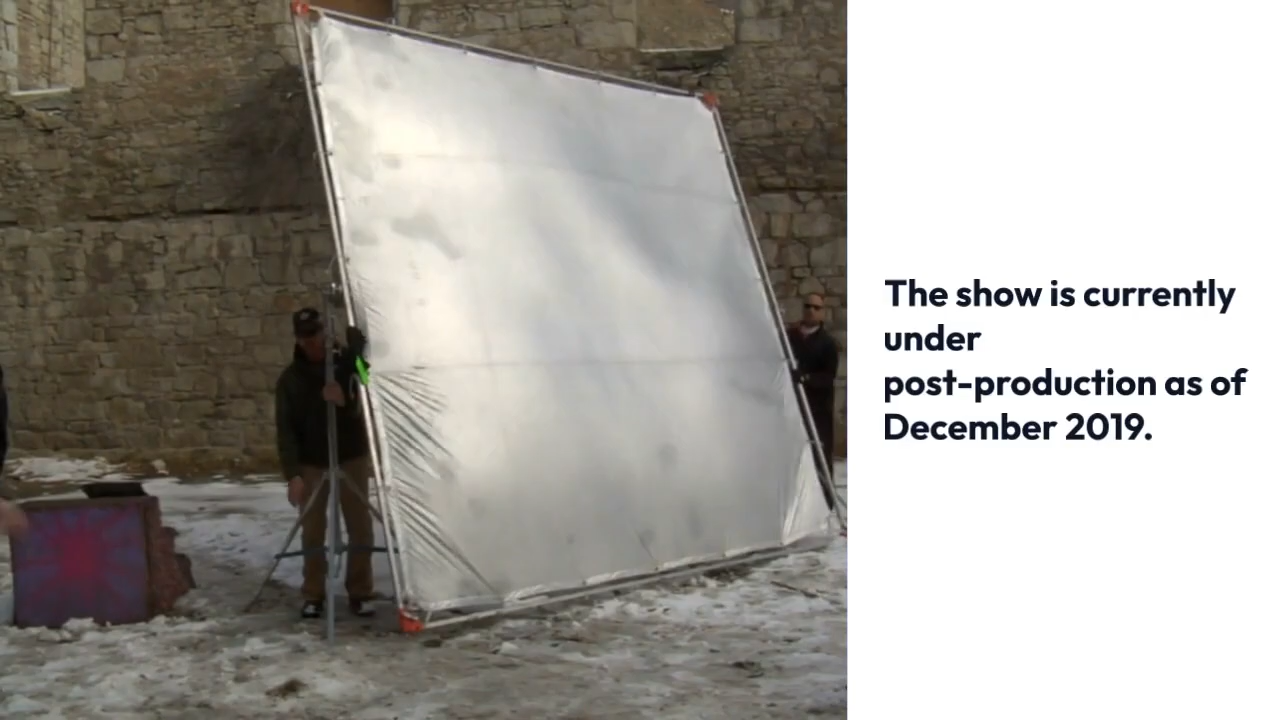 The show is currently
under
post-production as of
December 2019.